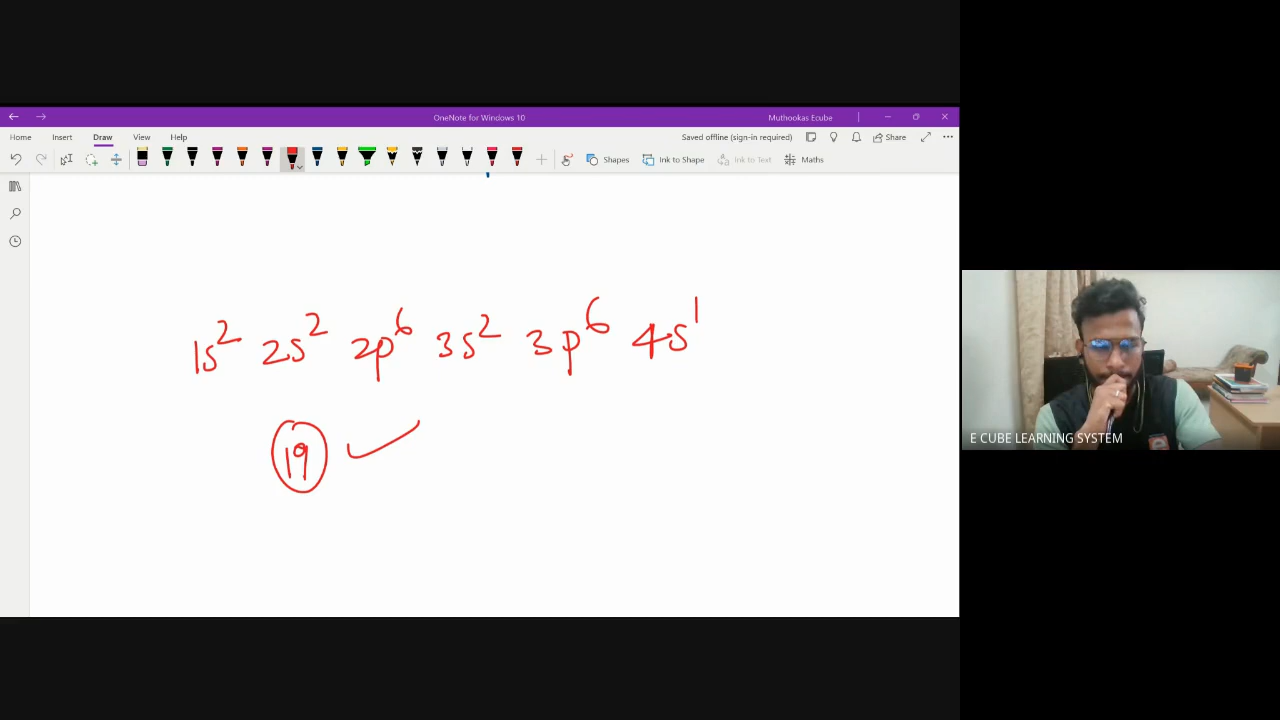 OneNote for Windows 10
Muthookas Ecube
Home Insert Draw View Help
Saved offline (sign-in required)
Share
Shapes
Ink to Shape
Ink to Text
Maths
1s² 2s² 2p⁶ 3s² 3p⁶ 4s¹
19 ✓
E CUBE LEARNING SYSTEM